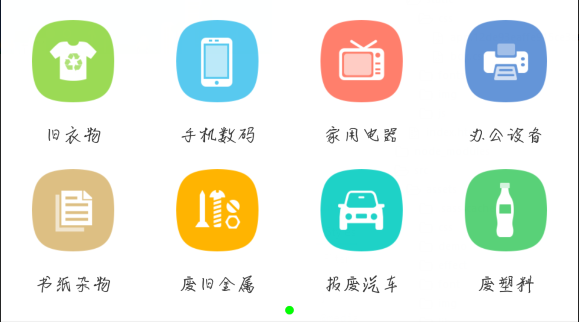 旧衣物
手机数码
家用电器
办公设备
书纸杂物
废旧金属
报废汽车
废塑料